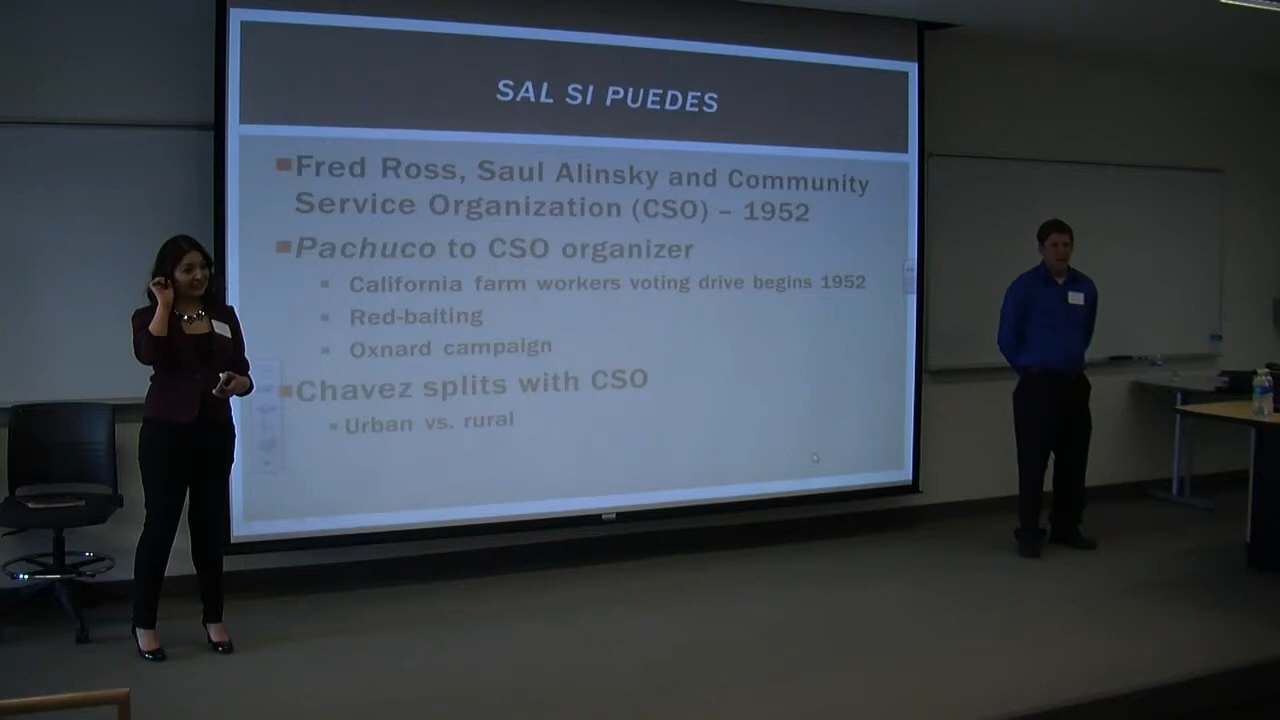 SAL SI PUEDES
Fred Ross, Saul Alinsky and Community
Service Organization (CSO) – 1952
Pachuco to CSO organizer
California farm workers voting drive begins 1952
Red-baiting
Oxnard campaign
Chavez splits with CSO
Urban vs. rural